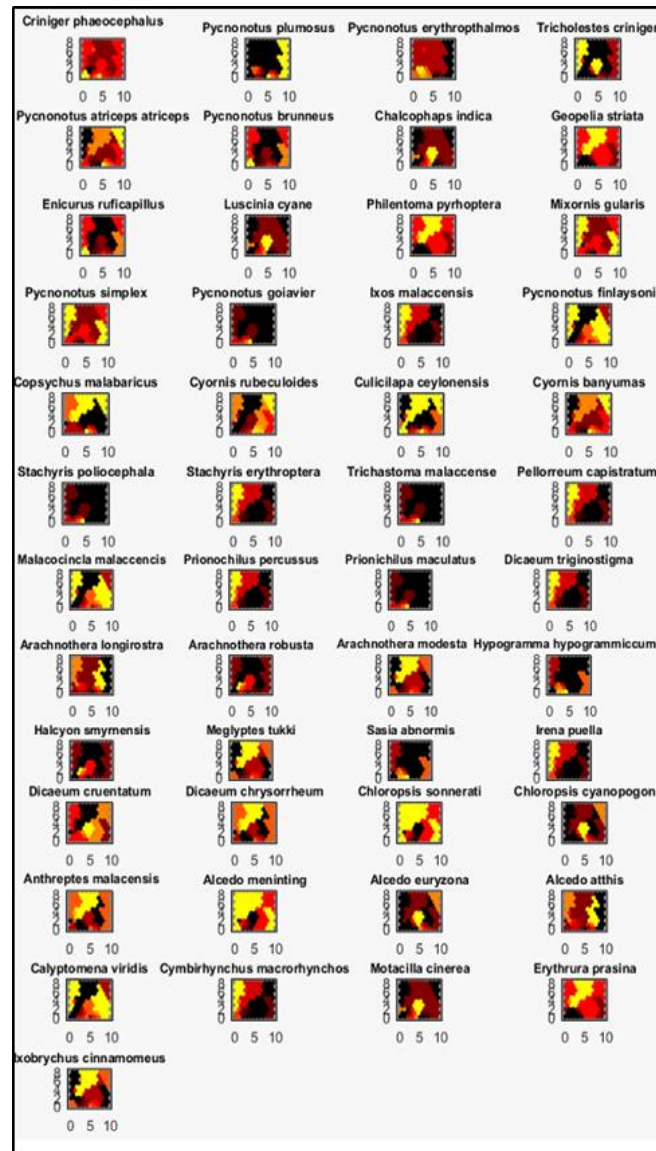 Criniger phaeocephalus Pycnonotus plumosus Pycnonotus erythropthalmos Tricholestes criniger
0 5 10 0 5 10 0 5 10 0 5 10
Pycnonotus atriceps atriceps Pycnonotus brunneus Chalcophaps indica Geopelia striata
0 5 10 0 5 10 0 5 10 0 5 10
Enicurus ruficapillus Luscinia cyane Philentoma pyrhoptera Mixornis gularis
0 5 10 0 5 10 0 5 10 0 5 10
Pycnonotus simplex Pycnonotus goiavier Ixos malaccensis Pycnonotus finlaysoni
0 5 10 0 5 10 0 5 10 0 5 10
Copsychus malabaricus Cyornis rubeculoides Culicilapa ceylonensis Cyornis banyumas
0 5 10 0 5 10 0 5 10 0 5 10
Stachyris poliocephala Stachyris erythroptera Trichastoma malaccense Pellorreum capistratum
0 5 10 0 5 10 0 5 10 0 5 10
Malacocincla malaccencis Prionochilus percussus Prionichilus maculatus Dicaeum triginostigma
0 5 10 0 5 10 0 5 10 0 5 10
Arachnothera longirostra Arachnothera robusta Arachnothera modesta Hypogramma hypogrammiccum
0 5 10 0 5 10 0 5 10 0 5 10
Halcyon smyrnensis Meglyptes tukki Sasia abnormis Irena puella
0 5 10 0 5 10 0 5 10 0 5 10
Dicaeum cruentatum Dicaeum chrysorrheum Chloropsis sonnerati Chloropsis cyanopogon
0 5 10 0 5 10 0 5 10 0 5 10
Anthreptes malacensis Alcedo meninting Alcedo euryzona Alcedo atthis
0 5 10 0 5 10 0 5 10 0 5 10
Calyptomena viridis Cymbirhynchus macrorhynchos Motacilla cinerea Erythrura prasina
0 5 10 0 5 10 0 5 10 0 5 10
Ixobrychus cinnamomeus
0 5 10